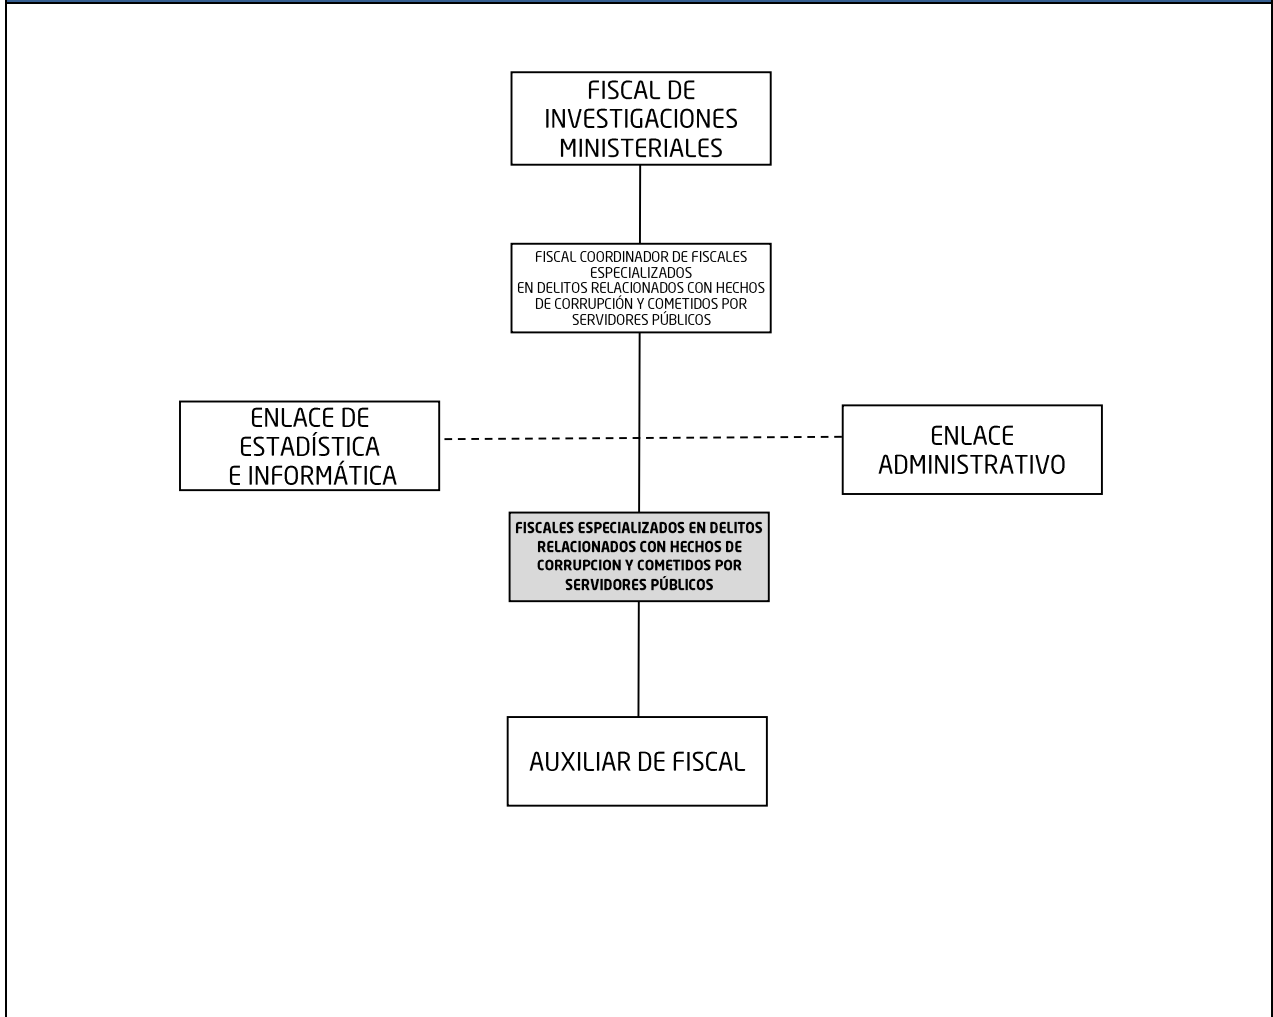 FISCAL DE
INVESTIGACIONES
MINISTERIALES
FISCAL COORDINADOR DE FISCALES
ESPECIALIZADOS
EN DELITOS RELACIONADOS CON HECHOS
DE CORRUPCIÓN Y COMETIDOS POR
SERVIDORES PÚBLICOS
ENLACE DE
ESTADÍSTICA
E INFORMÁTICA
ENLACE
ADMINISTRATIVO
FISCALES ESPECIALIZADOS EN DELITOS
RELACIONADOS CON HECHOS DE
CORRUPCION Y COMETIDOS POR
SERVIDORES PÚBLICOS
AUXILIAR DE FISCAL